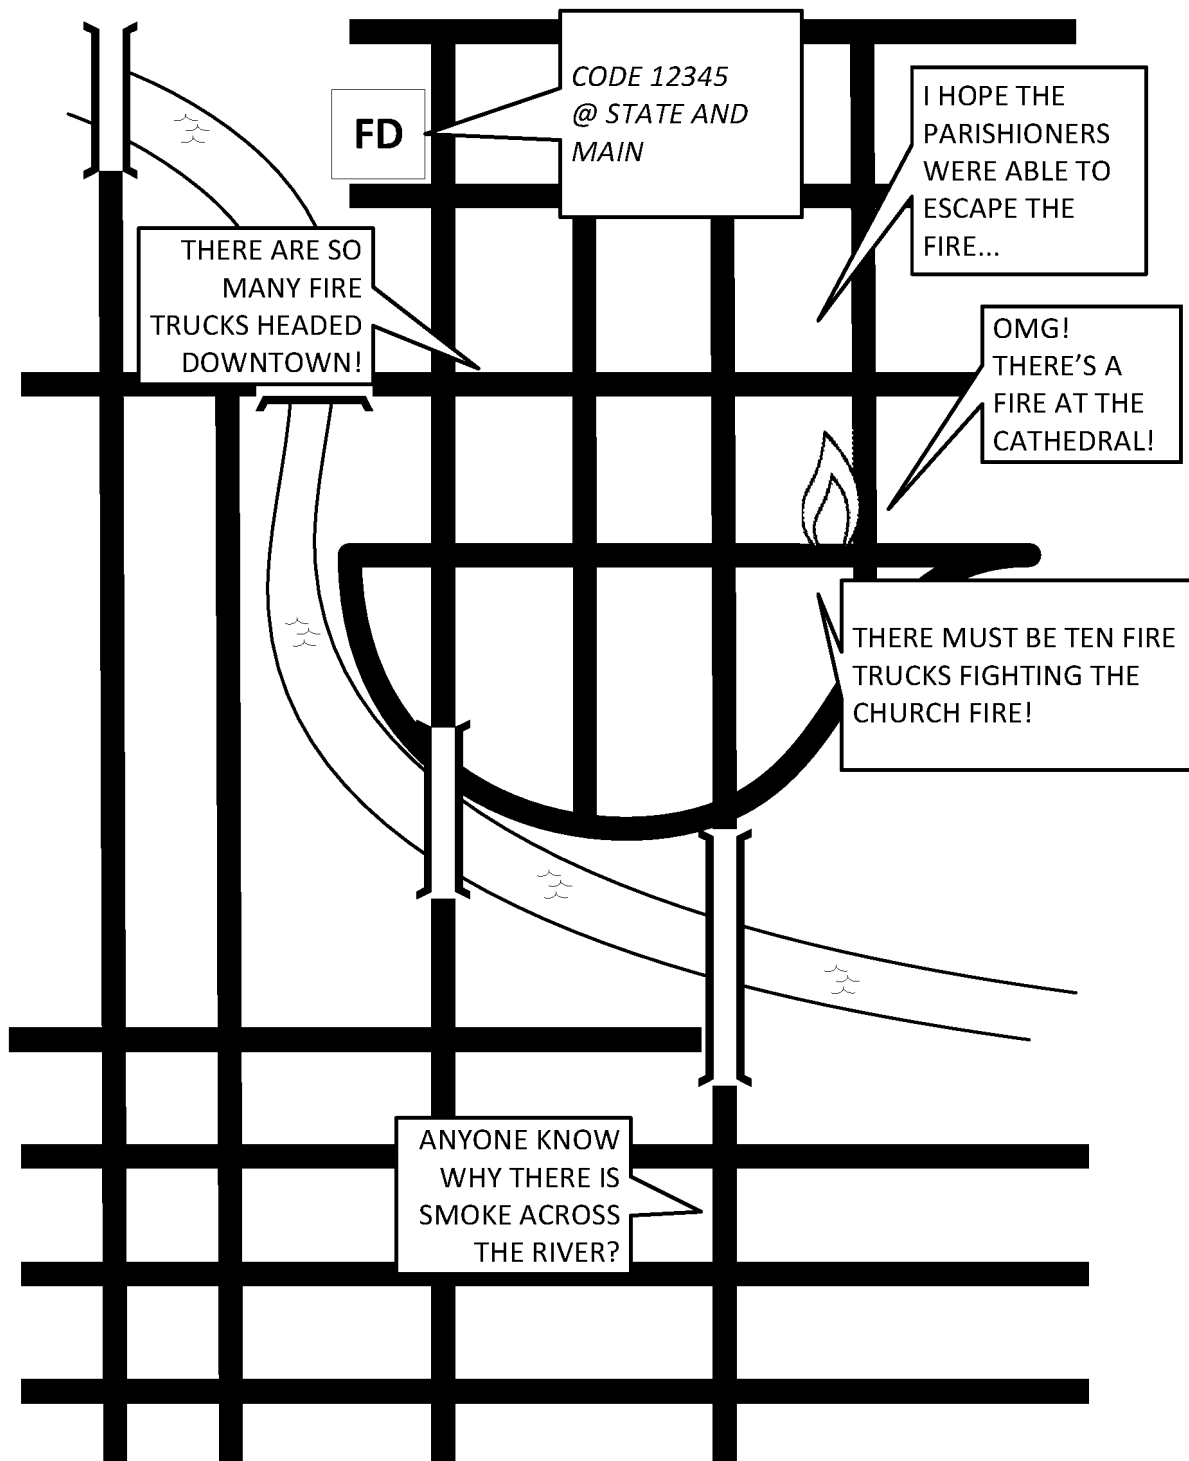 CODE 12345
@ STATE AND
MAIN
FD
I HOPE THE
PARISHIONERS
WERE ABLE TO
ESCAPE THE
FIRE...
THERE ARE SO
MANY FIRE
TRUCKS HEADED
DOWNTOWN!
OMG!
THERE'S A
FIRE AT THE
CATHEDRAL!
THERE MUST BE TEN FIRE
TRUCKS FIGHTING THE
CHURCH FIRE!
ANYONE KNOW
WHY THERE IS
SMOKE ACROSS
THE RIVER?